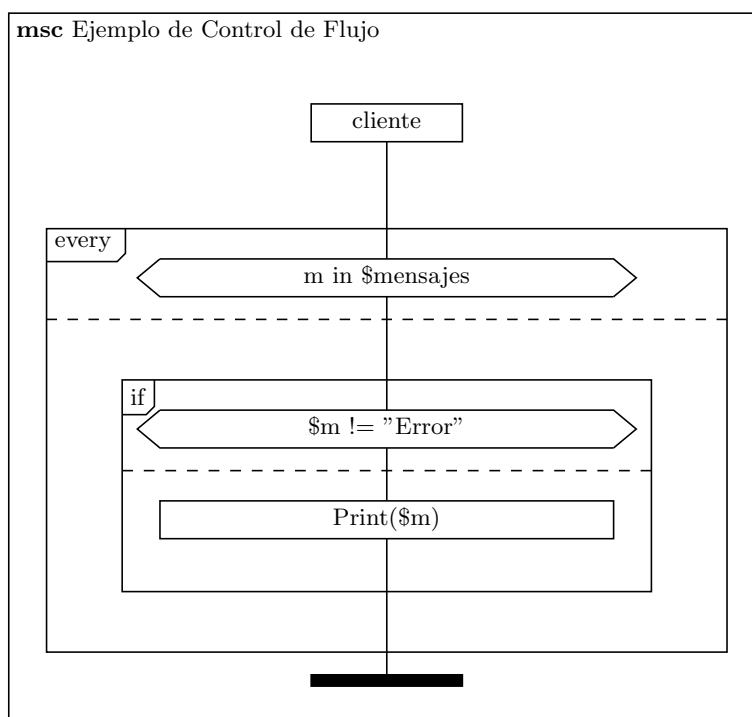 msc Ejemplo de Control de Flujo
cliente
every
m in $mensajes
if
$m != ”Error”
Print($m)